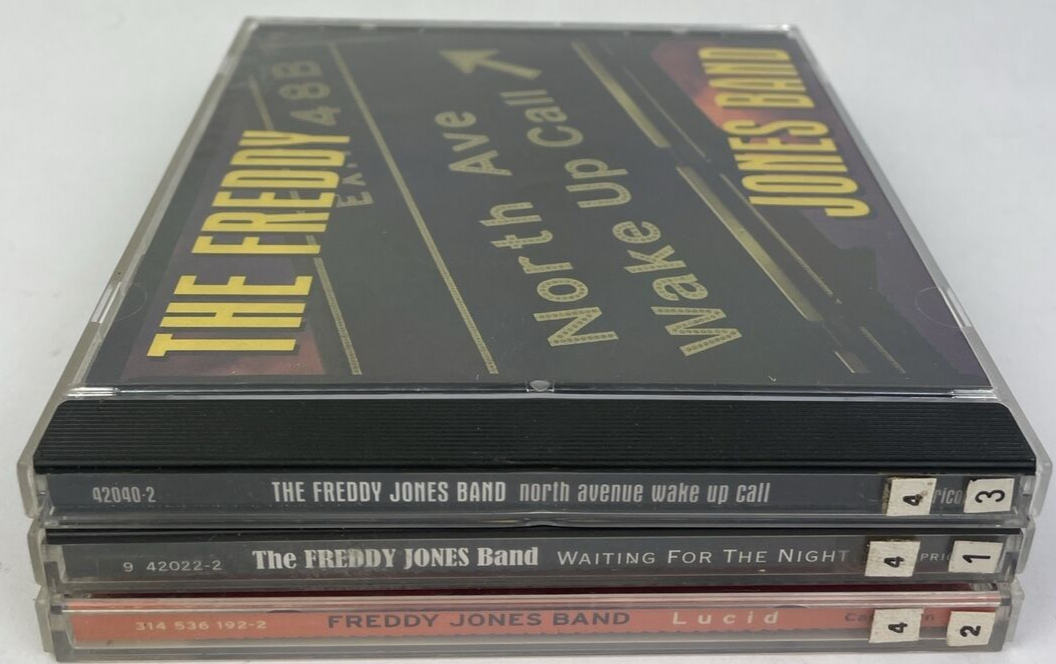 THE FREDDY
JONES BAND
48B
North Ave
Wake Up Call
42040-2 THE FREDDY JONES BAND north avenue wake up call 4 3
9 42022-2 The FREDDY JONES Band WAITING FOR THE NIGHT 4 1
314 536 192-2 FREDDY JONES BAND Lucid 4 2